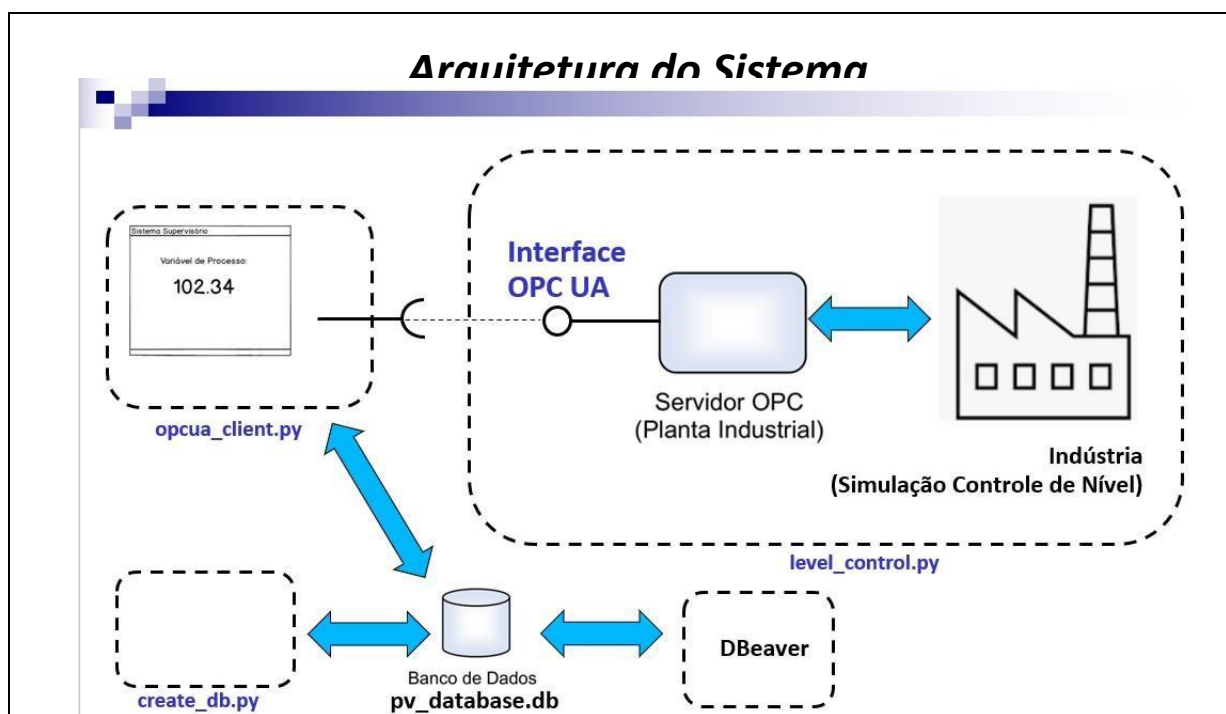 Arquitetura do Sistema
Sistema Supervisório
Variável de Processo:
102.34
Interface
OPC UA
Servidor OPC
(Planta Industrial)
opcua_client.py
Indústria
(Simulação Controle de Nível)
level_control.py
DBeaver
Banco de Dados
pv_database.db
create_db.py